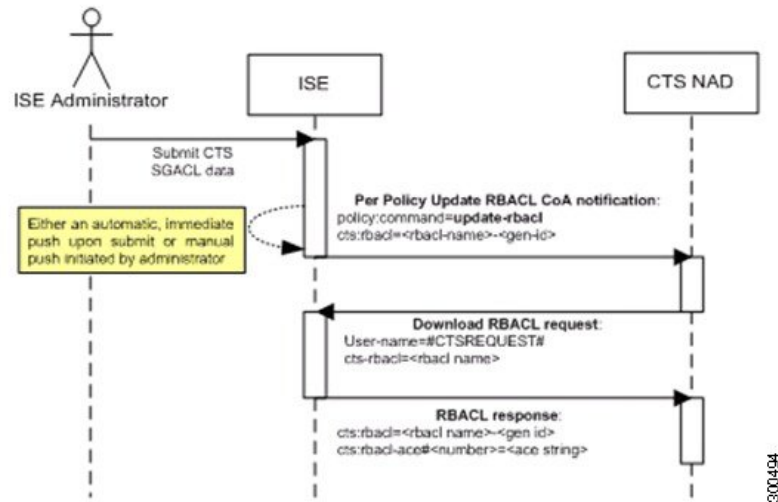 ISE Administrator
ISE
CTS NAD
Submit CTS
SGACL data
Either an automatic, immediate
push upon submit or manual
push initiated by administrator
Per Policy Update RBACL CoA notification:
policy:command=update-rbacl
cts:rbacl=<rbacl-name>-<gen-id>
Download RBACL request:
User-name=#CTSREQUEST#
cts-rbacl=<rbacl name>
RBACL response:
cts:rbacl=<rbacl name>-<gen id>
cts:rbacl-ace#<number>=<ace string>
300494